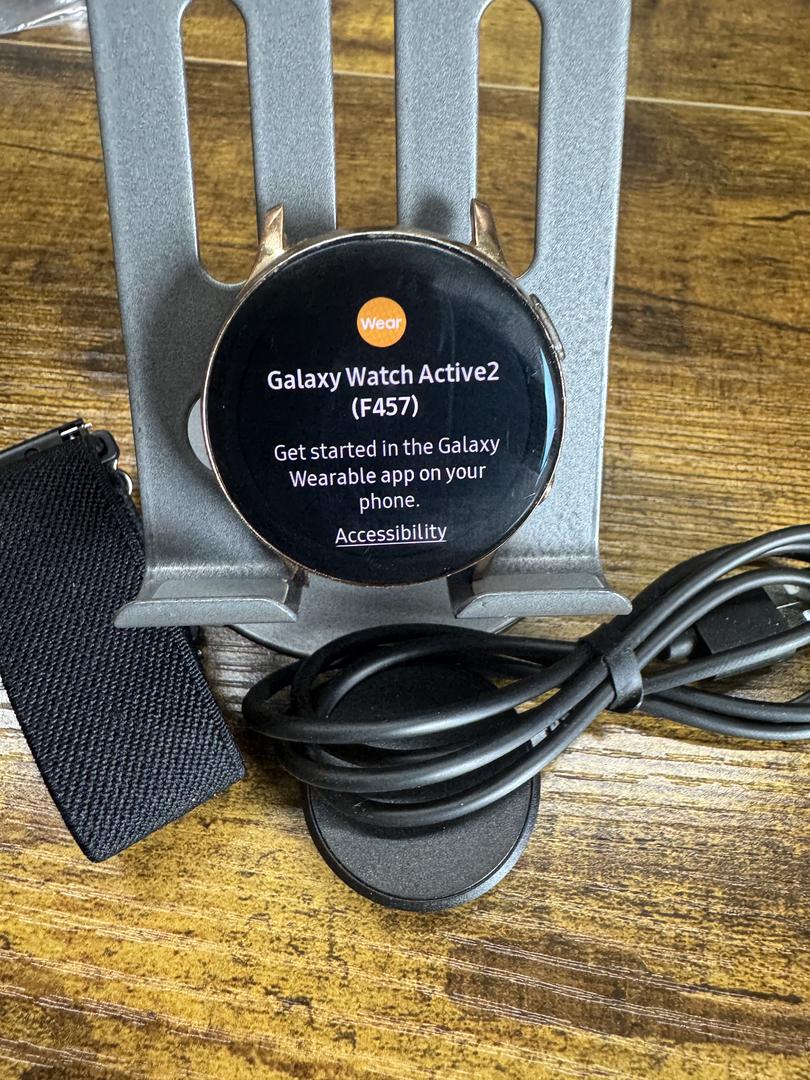 Wear
Galaxy Watch Active2
(F457)
Get started in the Galaxy
Wearable app on your
phone.
Accessibility